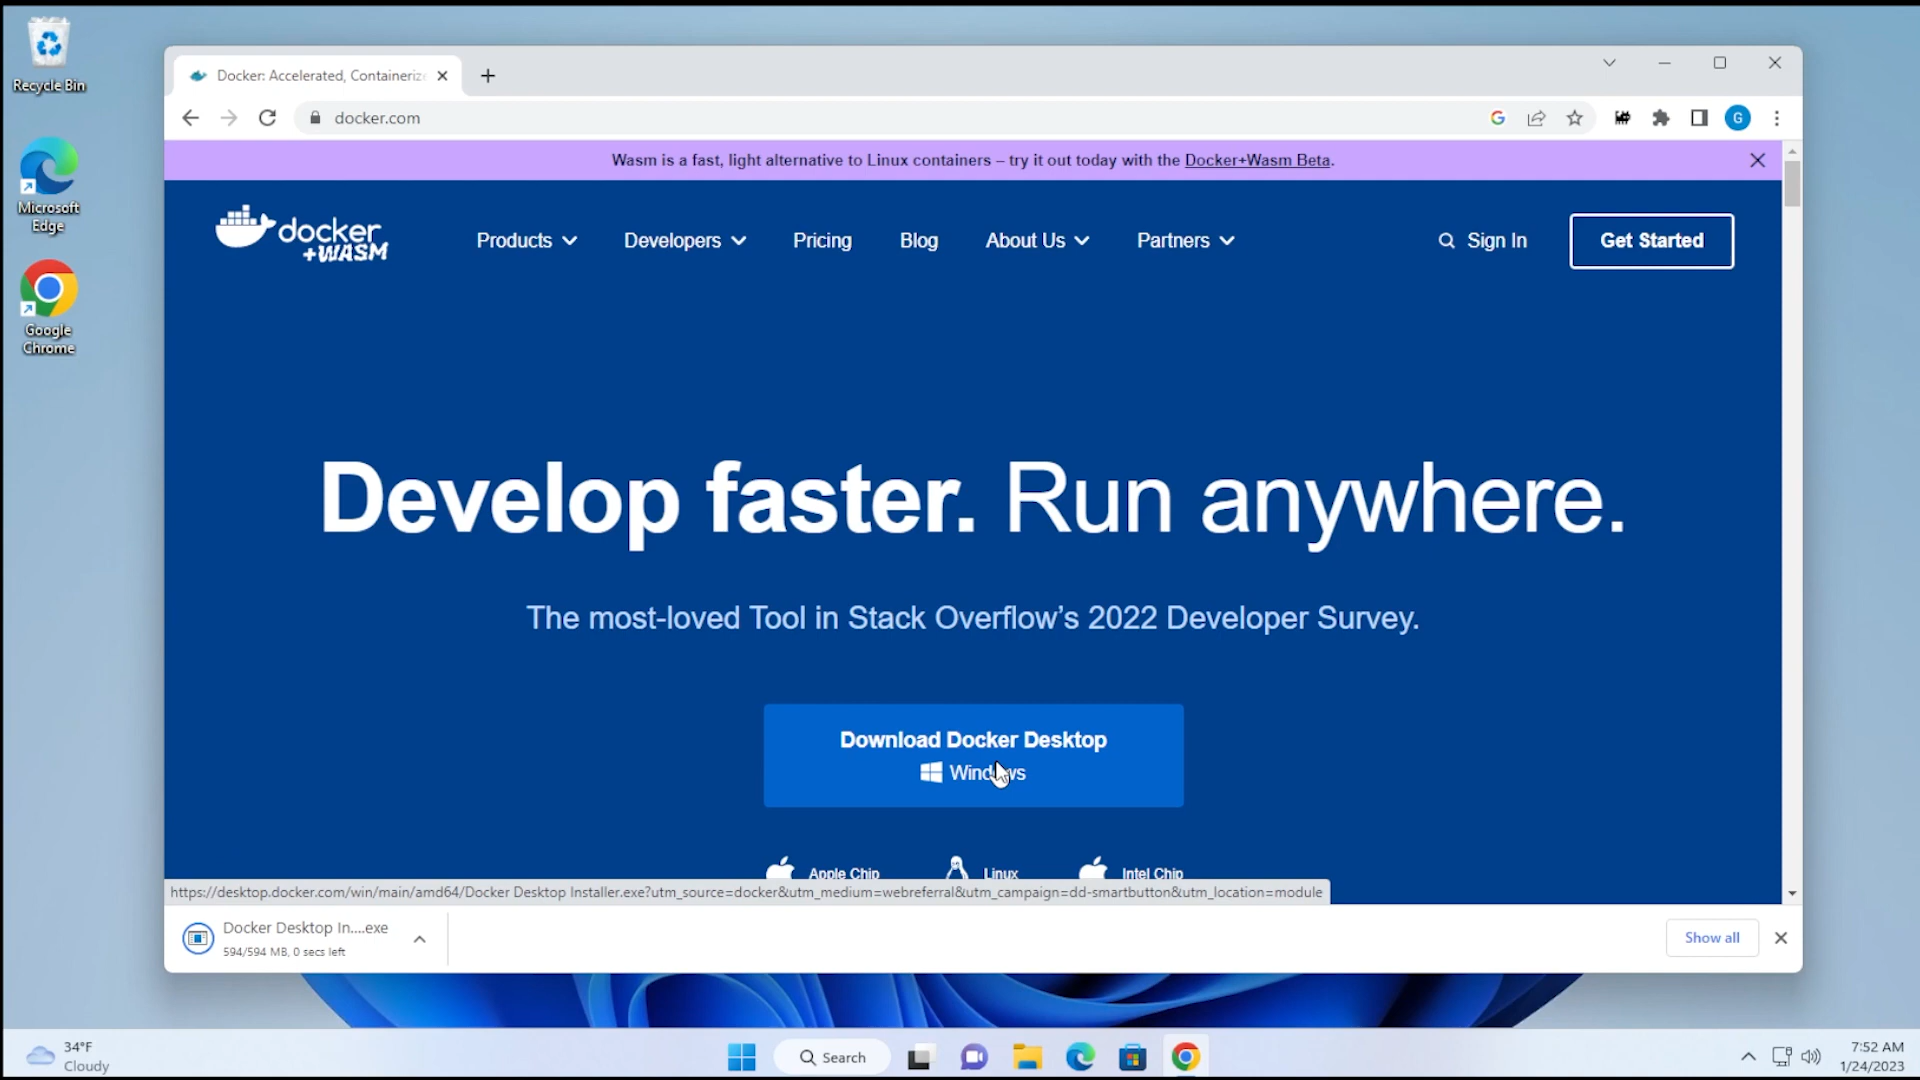 Recycle Bin
Microsoft
Edge
Google
Chrome
Docker: Accelerated, Containerize
docker.com
G
G
Wasm is a fast, light alternative to Linux containers – try it out today with the Docker+Wasm Beta.
docker
+WASM
Products
Developers
Pricing
Blog
About Us
Partners
Sign In
Get Started
Develop faster. Run anywhere.
The most-loved Tool in Stack Overflow's 2022 Developer Survey.
Download Docker Desktop
Windows
Apple Chip
Linux
Intel Chip
https://desktop.docker.com/win/main/amd64/Docker Desktop Installer.exe?utm_source=docker&utm_medium=webreferral&utm_campaign=dd-smartbutton&utm_location=module
Docker Desktop In....exe
594/594 MB, 0 secs left
Show all
34°F
Cloudy
Search
7:52 AM
1/24/2023